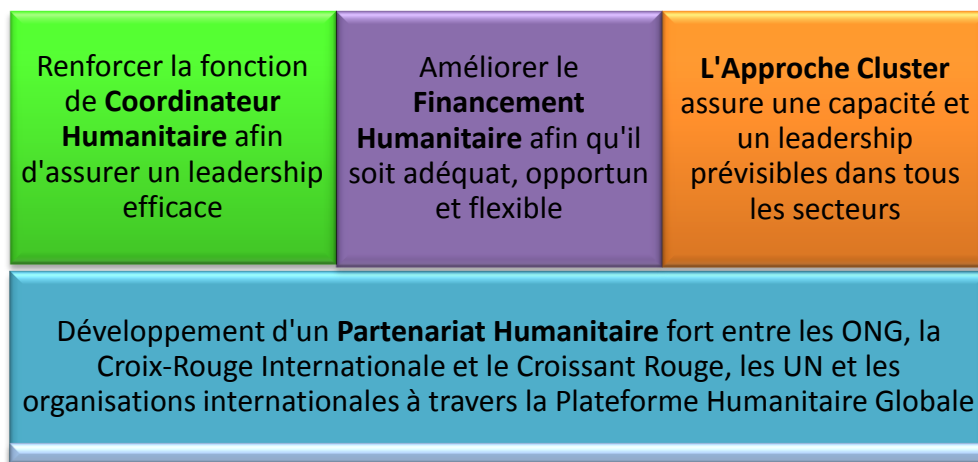 Renforcer la fonction
de Coordinateur
Humanitaire afin
d'assurer un leadership
efficace
Améliorer le
Financement
Humanitaire afin qu'il
soit adéquat, opportun
et flexible
L'Approche Cluster
assure une capacité et
un leadership
prévisibles dans tous
les secteurs
Développement d'un Partenariat Humanitaire fort entre les ONG, la
Croix-Rouge Internationale et le Croissant Rouge, les UN et les
organisations internationales à travers la Plateforme Humanitaire Globale